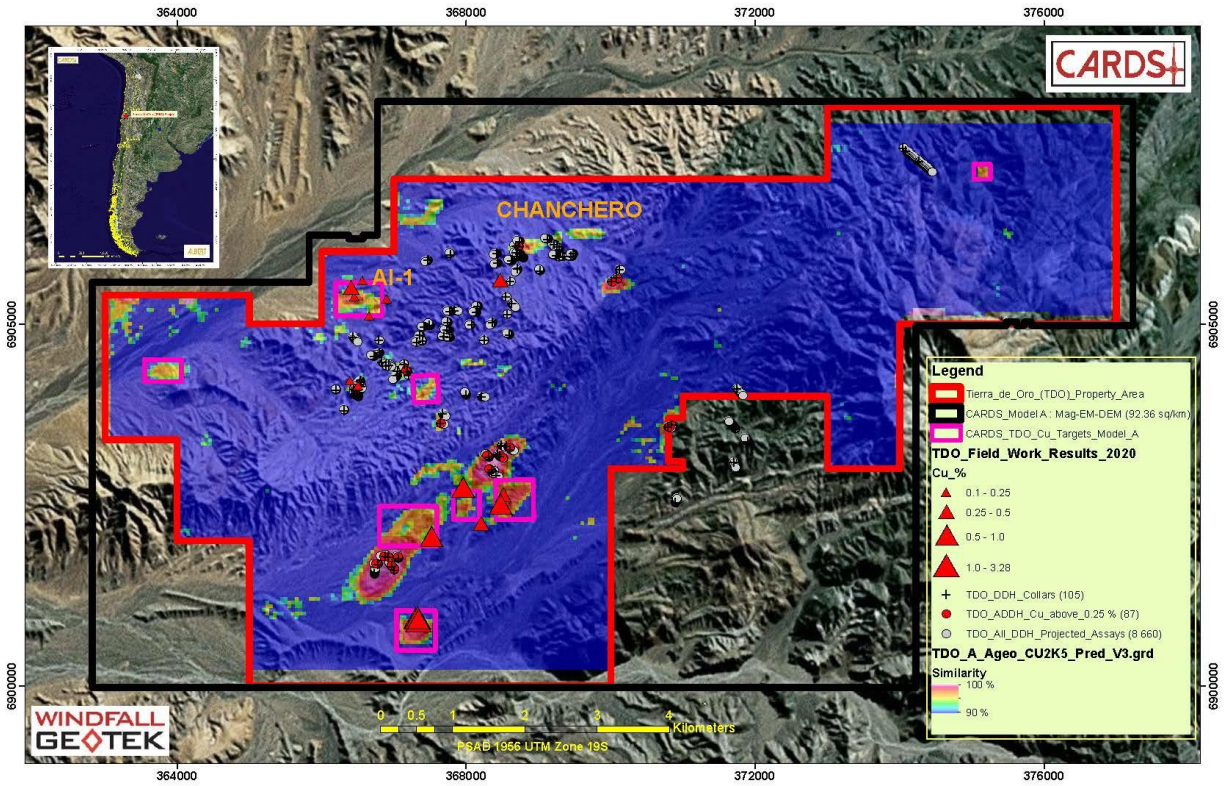 364000 368000 372000 376000
CARDS
CARDS
CHANCHERO
AI-1
6905000
6905000
6900000
6900000
Legend
Tierra_de_Oro_(TDO)_Property_Area
CARDS_Model A : Mag-EM-DEM (92.36 sq/km)
CARDS_TDO_Cu_Targets_Model_A
TDO_Field_Work_Results_2020
Cu_%
0.1 - 0.25
0.25 - 0.5
0.5 - 1.0
1.0 - 3.28
TDO_DDH_Collars (105)
TDO_ADDH_Cu_above_0.25 % (87)
TDO_All_DDH_Projected_Assays (8 660)
TDO_A_Ageo_CU2K5_Pred_V3.grd
Similarity
100 %
90 %
WINDFALL
GEOTEK
0 0.5 1 2 3 4
Kilometers
PSAD 1956 UTM Zone 19S
364000 368000 372000 376000